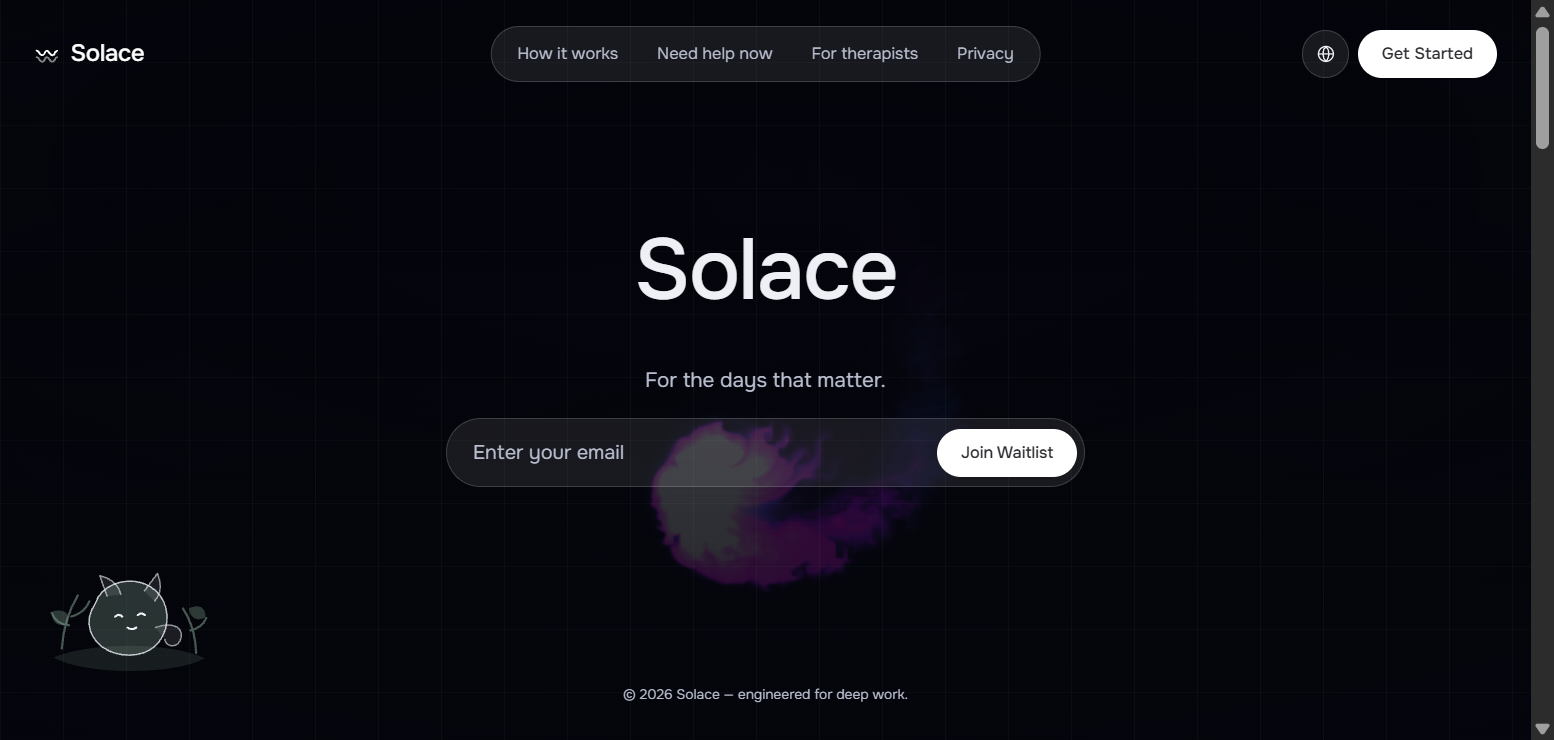 Solace
How it works
Need help now
For therapists
Privacy
Get Started
Solace
For the days that matter.
Enter your email
Join Waitlist
© 2026 Solace — engineered for deep work.